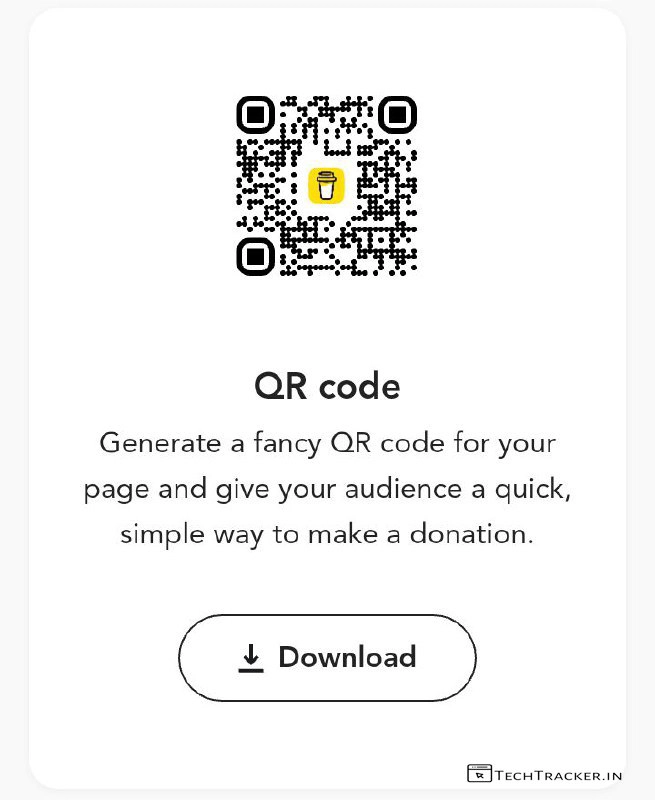 QR code
Generate a fancy QR code for your
page and give your audience a quick,
simple way to make a donation.
Download
TECHTRACKER.IN